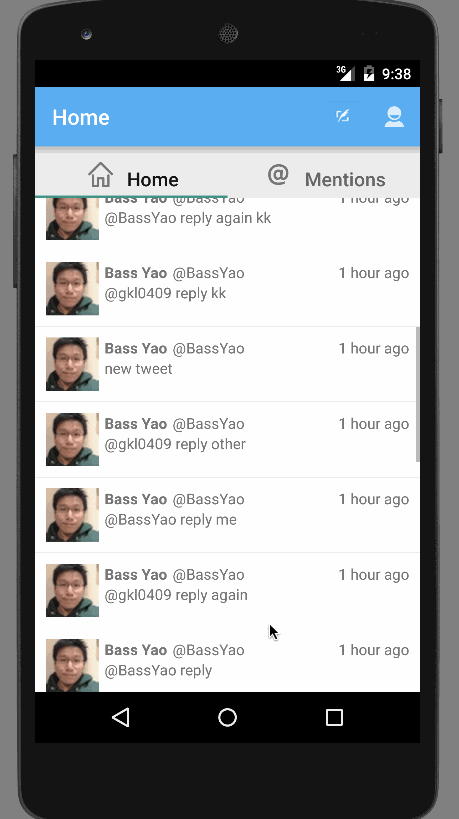 3G 9:38
Home
Home @ Mentions
Bass Yao @BassYao 1 hour ago
@BassYao reply again kk
Bass Yao @BassYao 1 hour ago
@gkl0409 reply kk
Bass Yao @BassYao 1 hour ago
new tweet
Bass Yao @BassYao 1 hour ago
@gkl0409 reply other
Bass Yao @BassYao 1 hour ago
@BassYao reply me
Bass Yao @BassYao 1 hour ago
@gkl0409 reply again
Bass Yao @BassYao 1 hour ago
@BassYao reply